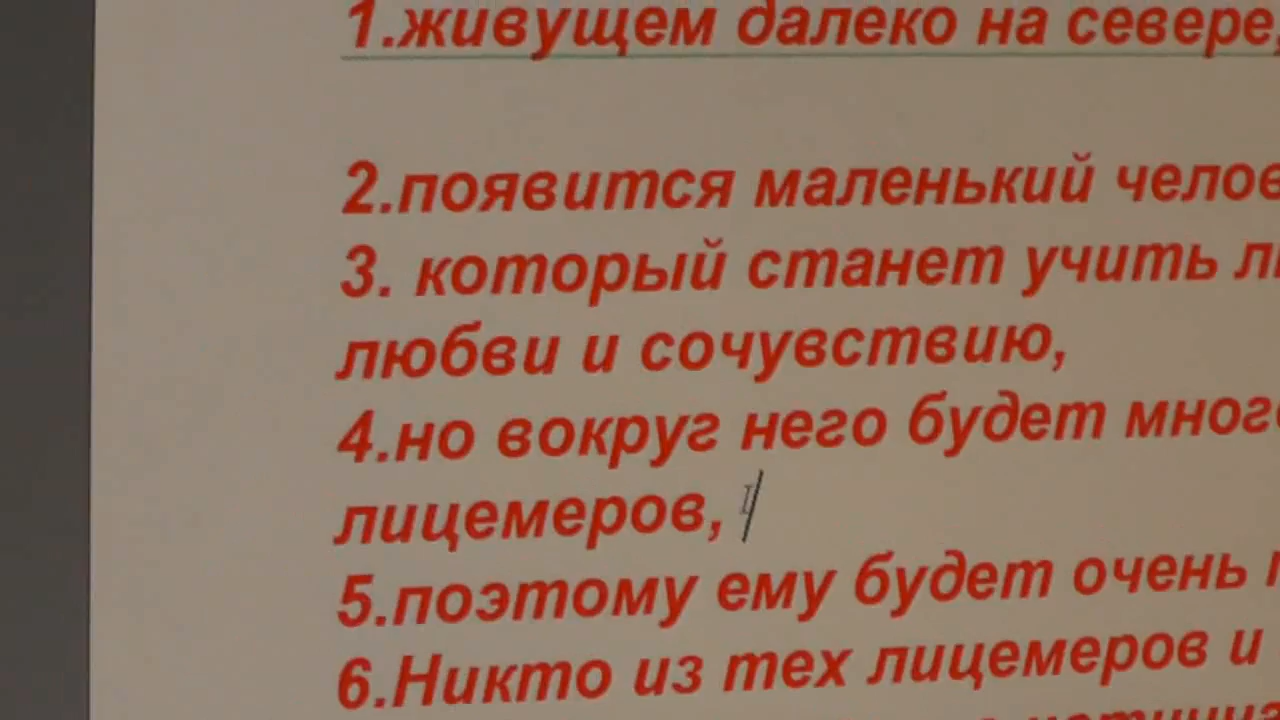 1.живущем далеко на севере,
2.появится маленький
3. который станет учить
любви и сочувствию,
4.но вокруг него будет
лицемеров,
5.поэтому ему будет очень
6.Никто из тех лицемеров и